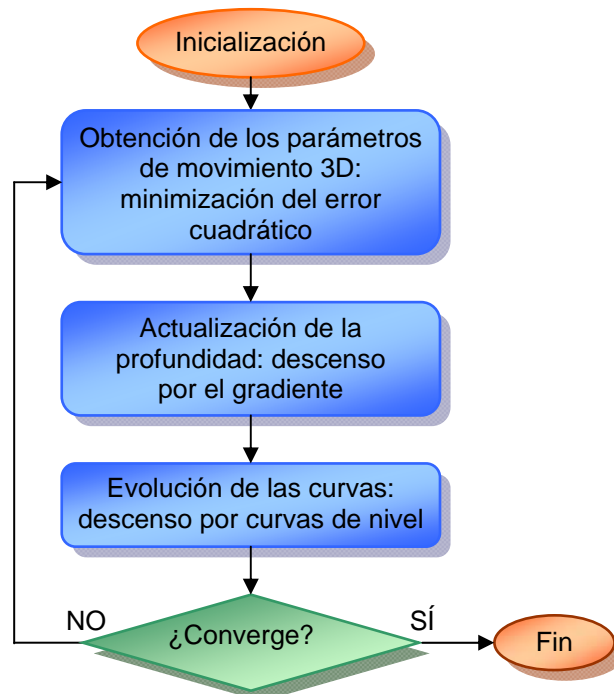 Inicialización
Obtención de los parámetros
de movimiento 3D:
minimización del error
cuadrático
Actualización de la
profundidad: descenso
por el gradiente
Evolución de las curvas:
descenso por curvas de nivel
NO
¿Converge?
SÍ
Fin